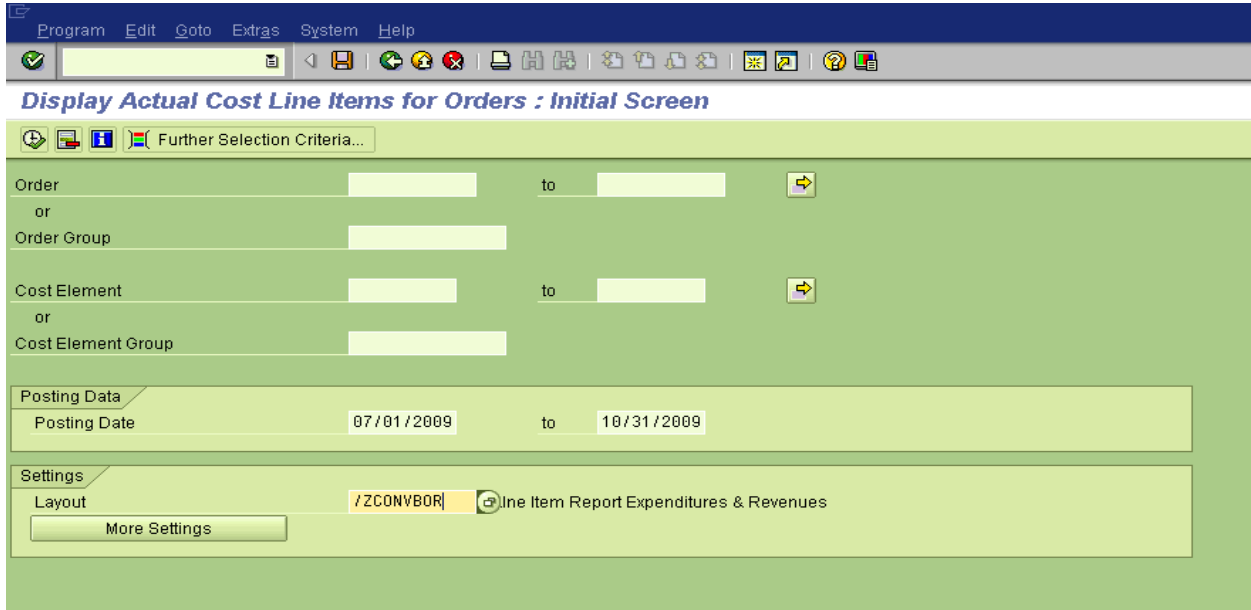 Program Edit Goto Extras System Help
Display Actual Cost Line Items for Orders : Initial Screen
Further Selection Criteria...
Order to
or
Order Group
Cost Element to
or
Cost Element Group
Posting Data
Posting Date 07/01/2009 to 10/31/2009
Settings
Layout /ZCONVBOR ine Item Report Expenditures & Revenues
More Settings